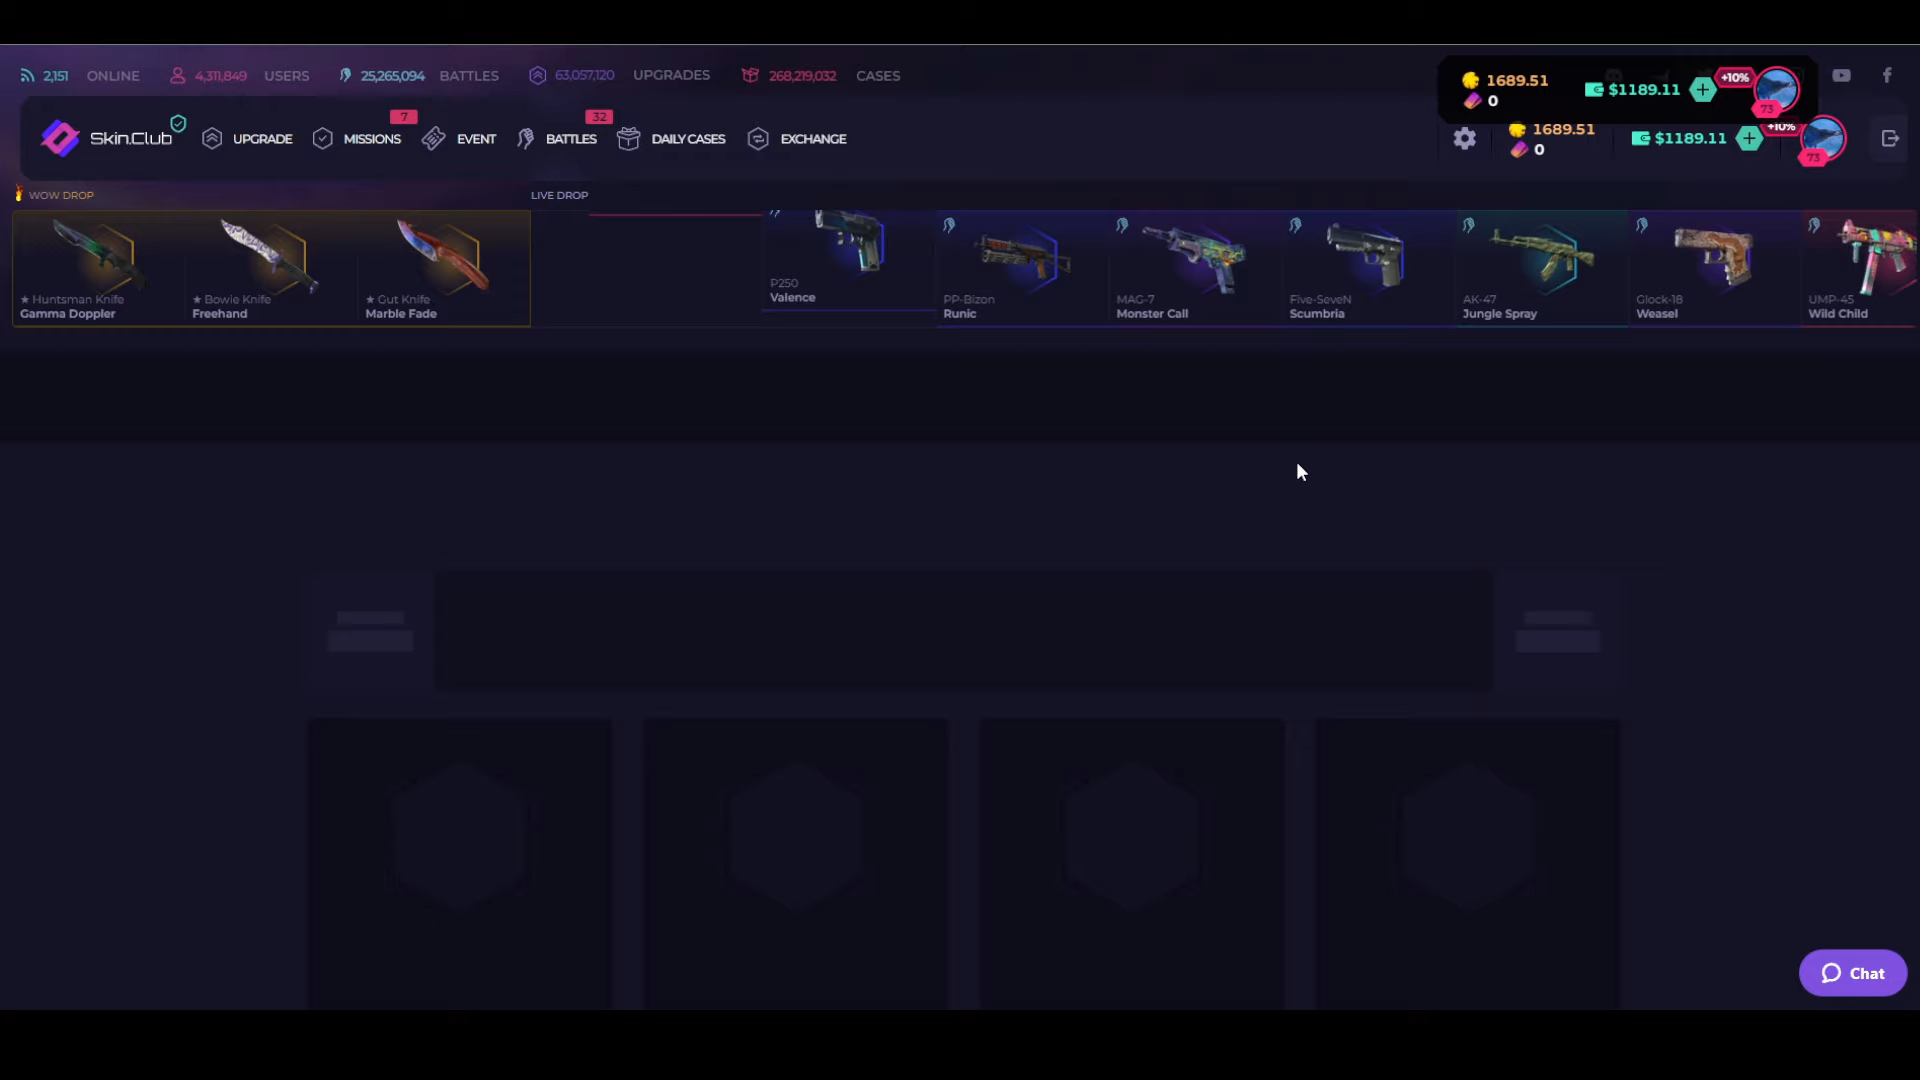 2,151 ONLINE 4,311,849 USERS 25,265,094 BATTLES 63,057,120 UPGRADES 268,219,032 CASES
1689.51
0
$1189.11
+10%
73
Skin.Club UPGRADE 7 MISSIONS EVENT 32 BATTLES DAILY CASES EXCHANGE
1689.51
0
$1189.11
+10%
73
WOW DROP LIVE DROP
★ Huntsman Knife
Gamma Doppler
★ Bowie Knife
Freehand
★ Gut Knife
Marble Fade
P250
Valence
PP-Bizon
Runic
MAG-7
Monster Call
Five-SeveN
Scumbria
AK-47
Jungle Spray
Glock-18
Weasel
UMP-45
Wild Child
Chat